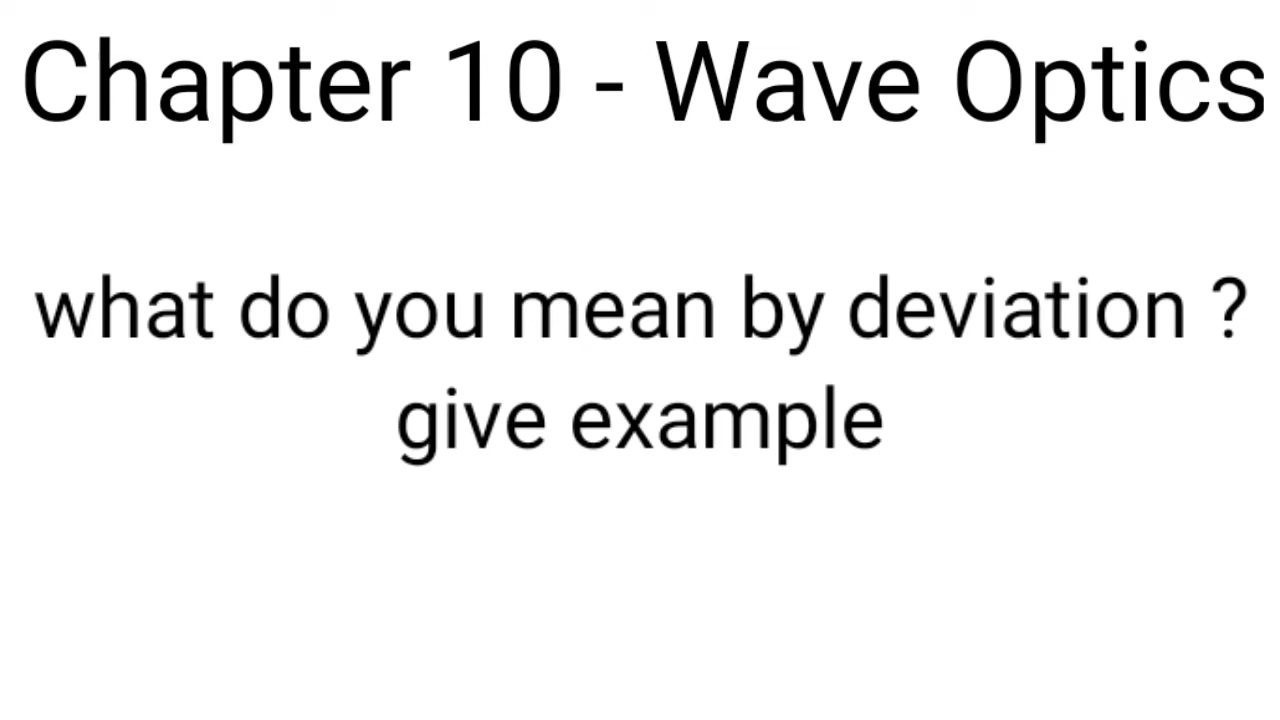 Chapter 10 - Wave Optics
what do you mean by deviation ?
give example